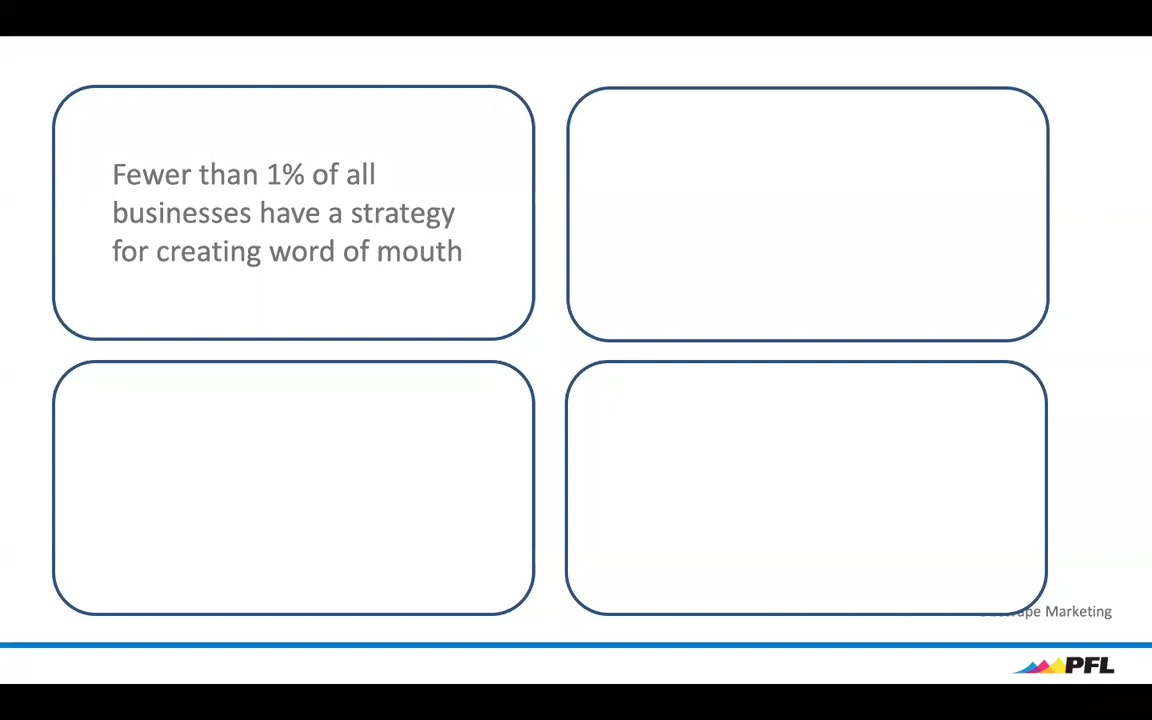 Fewer than 1% of all
businesses have a strategy
for creating word of mouth
Marketing
PFL